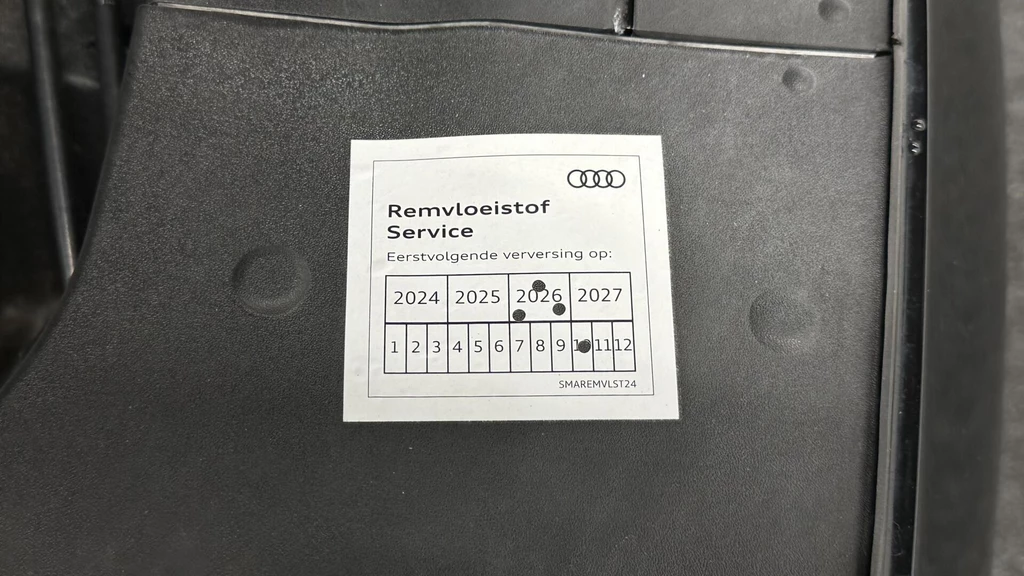 Remvloeistof
Service
Eerstvolgende verversing op:
2024 2025 2026 2027
1 2 3 4 5 6 7 8 9 10 11 12
SMAREMVLST24